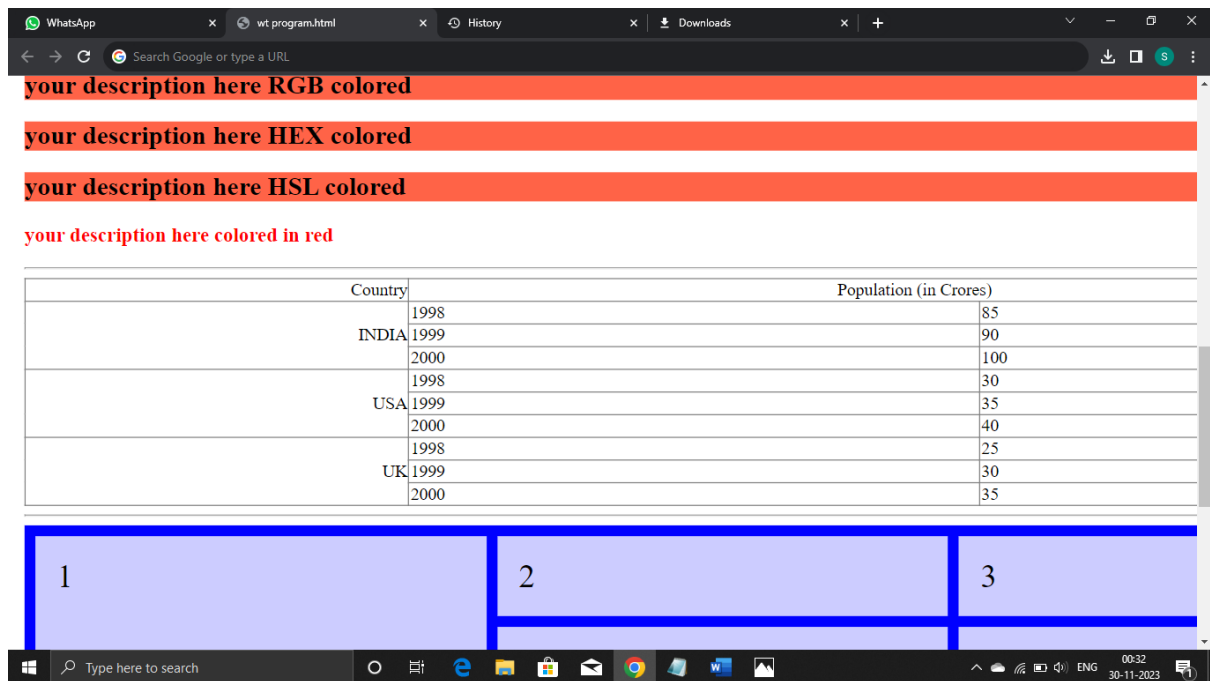 WhatsApp
wt program.html
History
Downloads
Search Google or type a URL
S
your description here RGB colored
your description here HEX colored
your description here HSL colored
your description here colored in red
Country Population (in Crores)
1998 85
INDIA 1999 90
2000 100
1998 30
USA 1999 35
2000 40
1998 25
UK 1999 30
2000 35
1 2 3
Type here to search
ENG
00:32
30-11-2023
1